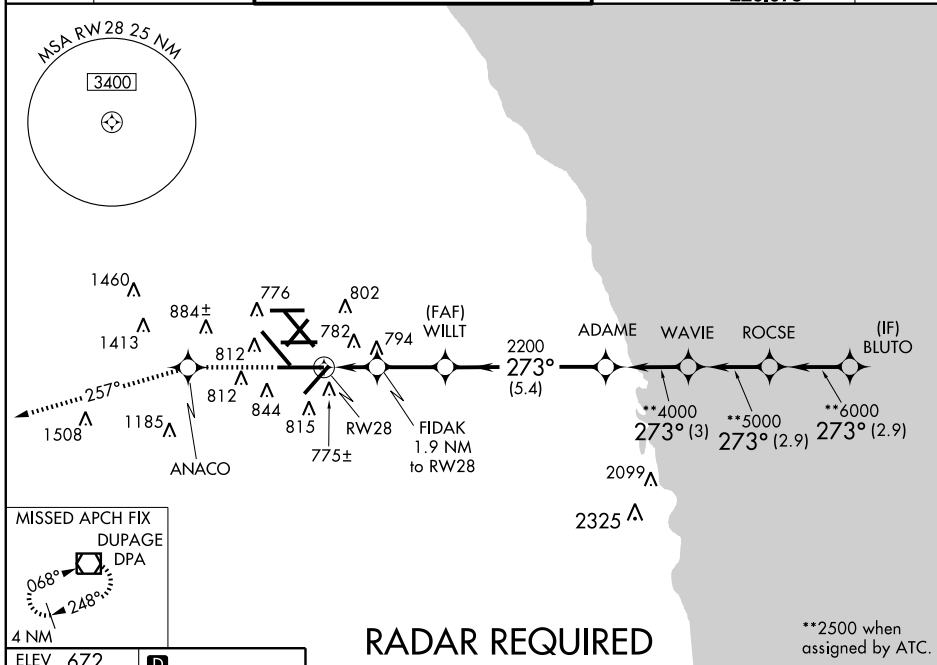 MSA RW28 25 NM
3400
1460
1413
884±
776
802
782
794
812
812
844
815
775±
1508
1185
257°
ANACO
RW28
FIDAK
1.9 NM
to RW28
(FAF)
WILLT
2200
273°
(5.4)
ADAME
WAVIE
ROCSE
(IF)
BLUTO
**4000
273° (3)
**5000
273° (2.9)
**6000
273° (2.9)
2099
2325
MISSED APCH FIX
DUPAGE
DPA
068°
248°
4 NM
RADAR REQUIRED
**2500 when
assigned by ATC.
ELEV 672
D